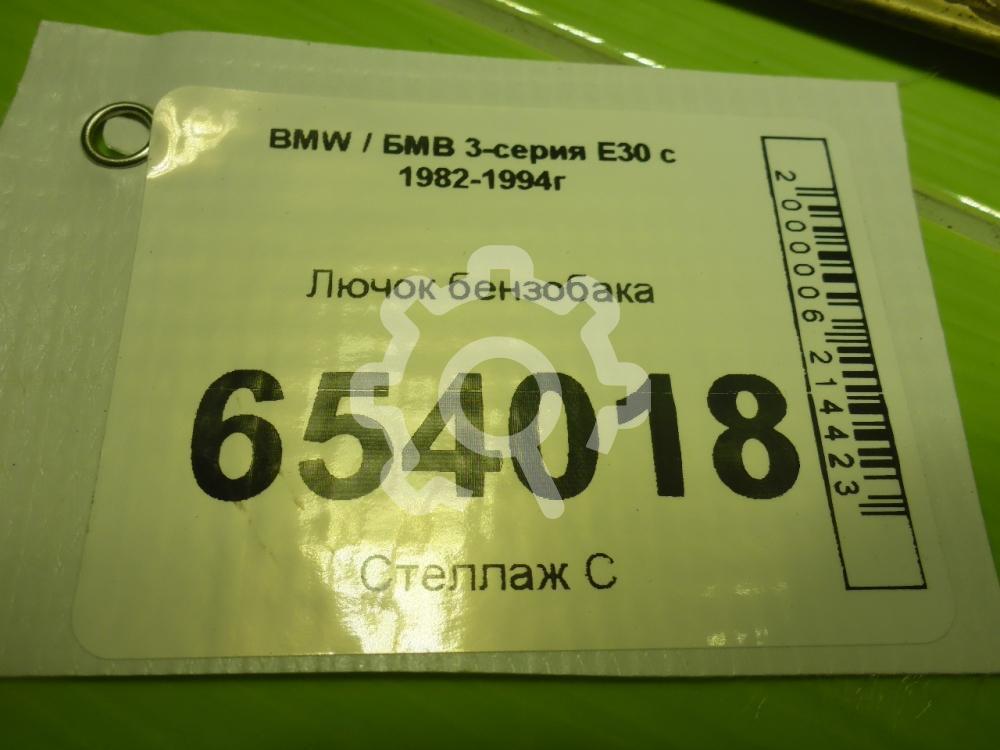 BMW / БМВ 3-серия E30 с
1982-1994г
Лючок бензобака
654018
Стеллаж С
2000006214423